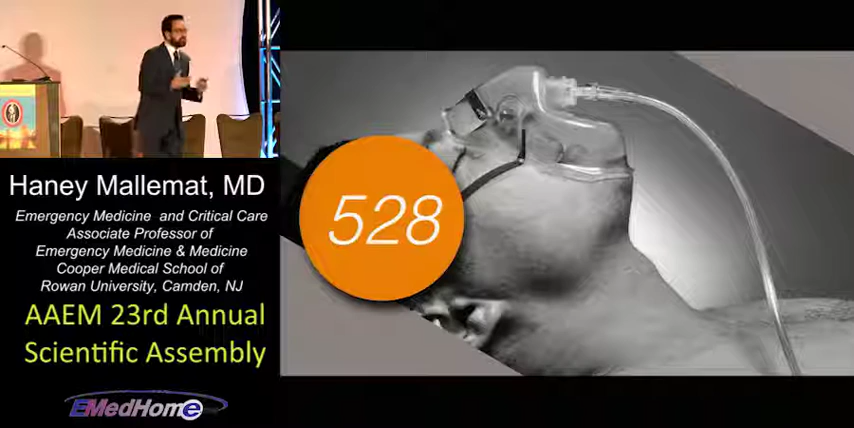 Haney Mallemat, MD
Emergency Medicine and Critical Care
Associate Professor of
Emergency Medicine & Medicine
Cooper Medical School of
Rowan University, Camden, NJ
AAEM 23rd Annual
Scientific Assembly
EMedHome
528